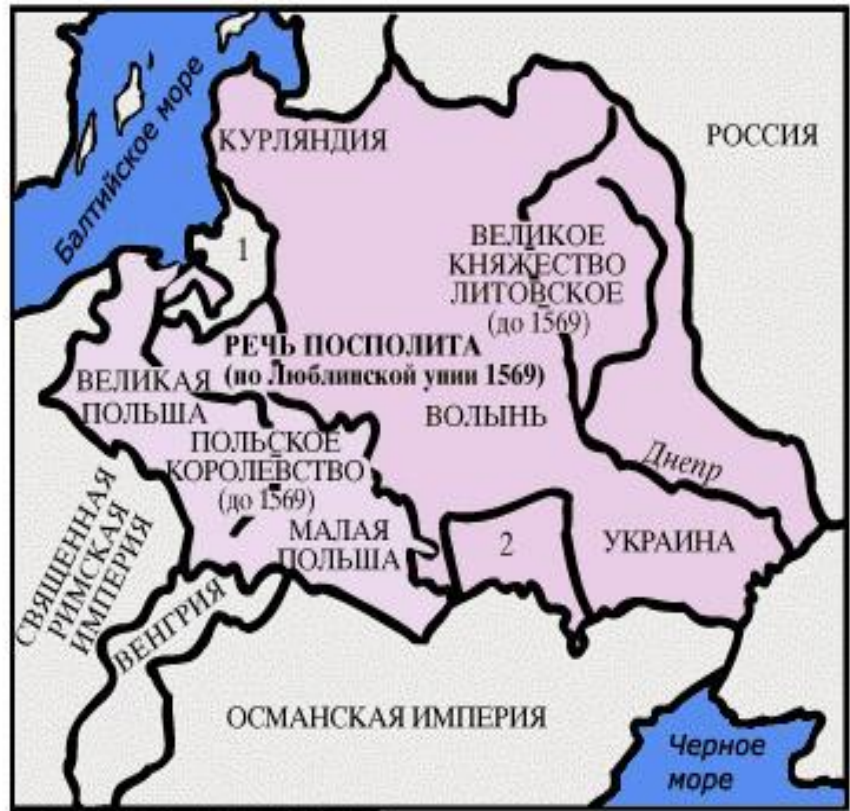 Балтийское море
КУРЛЯНДИЯ
РОССИЯ
1
ВЕЛИКОЕ
КНЯЖЕСТВО
ЛИТОВСКОЕ
(до 1569)
РЕЧЬ ПОСПОЛИТА
(по Люблинской унии 1569)
ВЕЛИКАЯ
ПОЛЬША
ВОЛЫНЬ
ПОЛЬСКОЕ
КОРОЛЕВСТВО
(до 1569)
Днепр
МАЛАЯ
ПОЛЬША
2
УКРАИНА
СВЯЩЕННАЯ
РИМСКАЯ
ИМПЕРИЯ
ВЕНГРИЯ
ОСМАНСКАЯ ИМПЕРИЯ
Черное
море